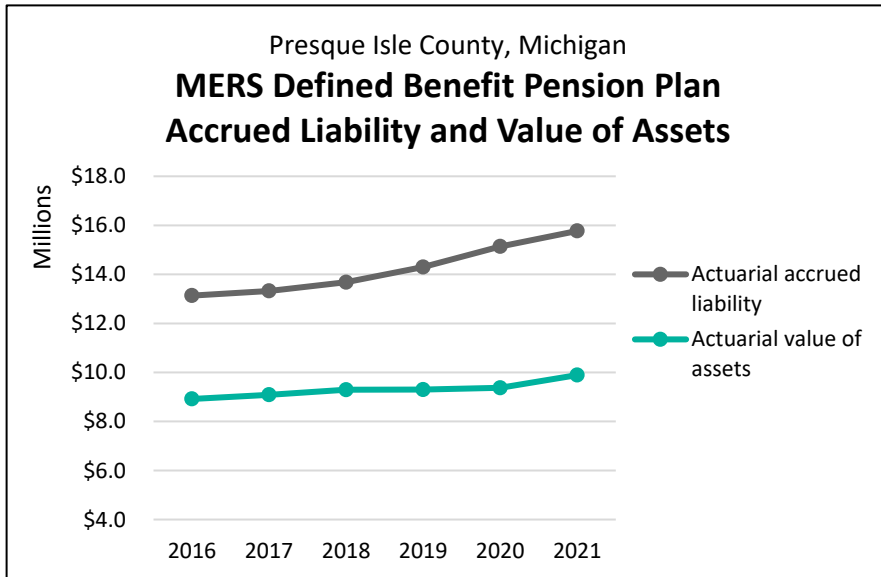 Presque Isle County, Michigan
MERS Defined Benefit Pension Plan
Accrued Liability and Value of Assets
Millions
$18.0
$16.0
$14.0
$12.0
$10.0
$8.0
$6.0
$4.0
2016 2017 2018 2019 2020 2021
Actuarial accrued
liability
Actuarial value of
assets